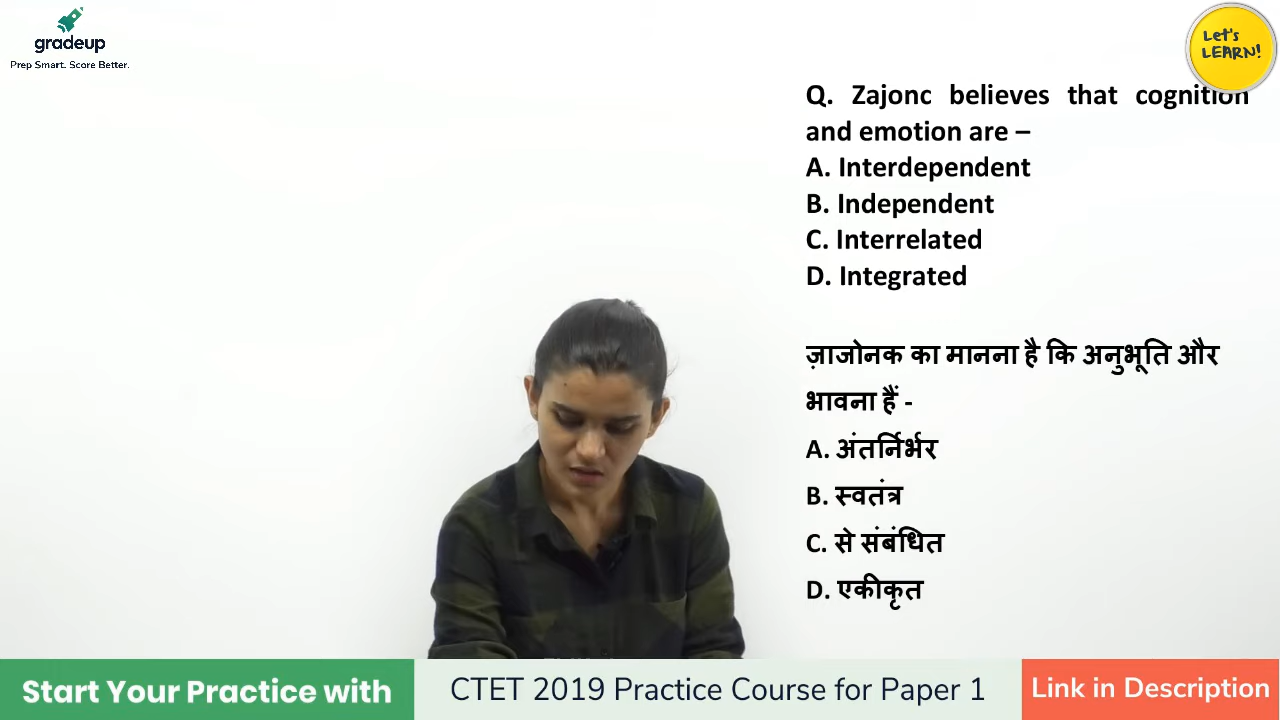 gradeup
Prep Smart. Score Better.
Let's
LEARN!
Q. Zajonc believes that cognition
and emotion are –
A. Interdependent
B. Independent
C. Interrelated
D. Integrated
ज़ाजोनक का मानना है कि अनुभूति और
भावना हैं -
A. अंतर्निर्भर
B. स्वतंत्र
C. से संबंधित
D. एकीकृत
Start Your Practice with
CTET 2019 Practice Course for Paper 1
Link in Description